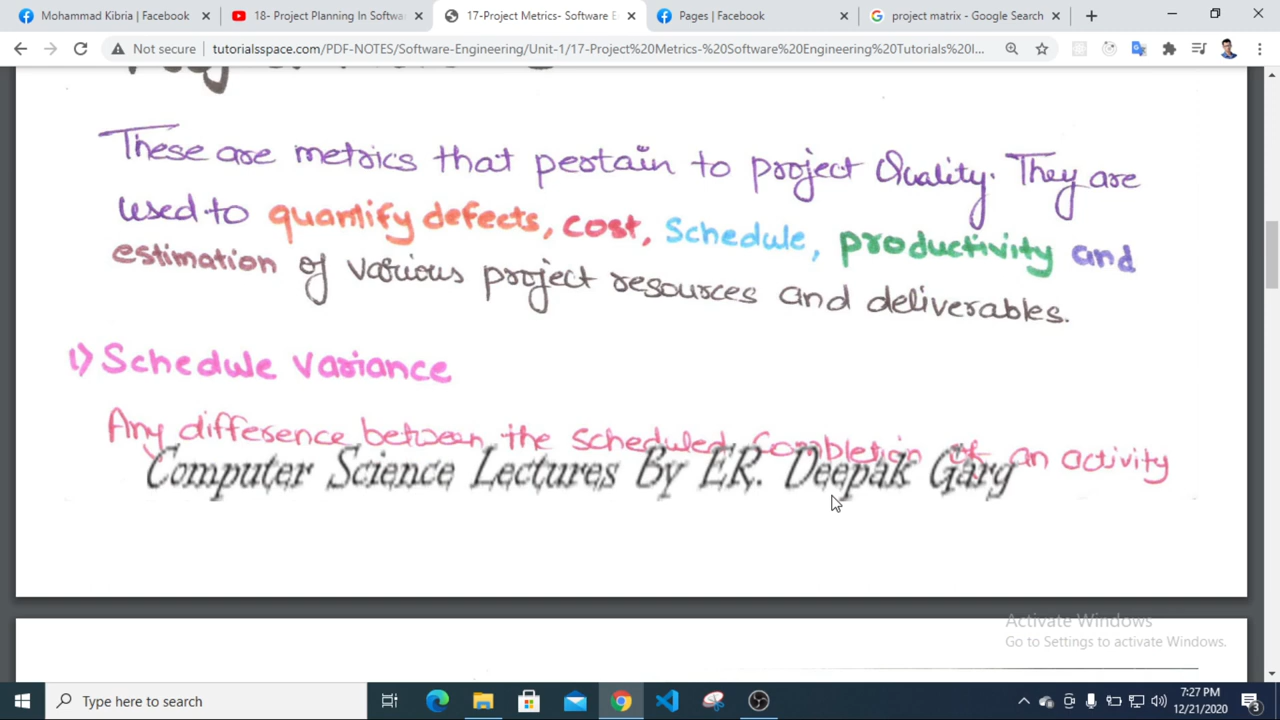 Mohammad Kibria | Facebook
18- Project Planning In Softwa
17-Project Metrics- Software E
Pages | Facebook
project matrix - Google Search
Not secure
tutorialsspace.com/PDF-NOTES/Software-Engineering/Unit-1/17-Project%20Metrics-%20Software%20Engineering%20Tutorials%20I...
These are metrics that pertain to project Quality. They are
used to quantify defects, cost, Schedule, productivity and
estimation of various project resources and deliverables.
1) Schedule Variance
Any difference between the scheduled Completion of an activity
Computer Science Lectures By ER. Deepak Garg
Activate Windows
Go to Settings to activate Windows.
Type here to search
7:27 PM
12/21/2020
3